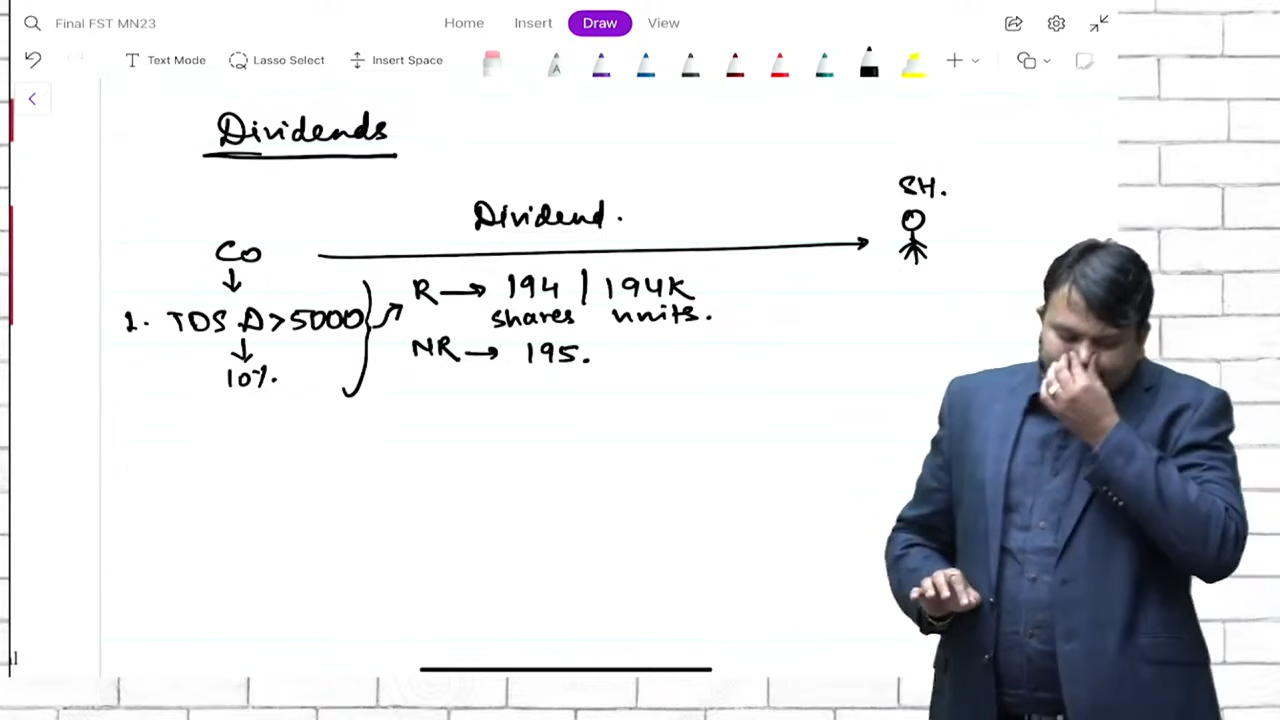 Final FST MN23
Home Insert Draw View
Text Mode Lasso Select Insert Space
Dividends
SH.
Dividend.
Co
R → 194 | 194K
1. TDS D > 5000
shares units.
NR → 195.
10%.